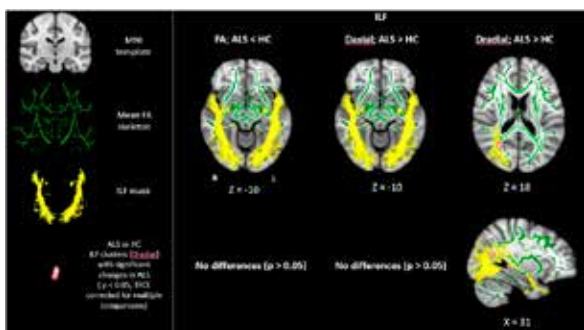 ILF
MNI
template
FA; ALS < HC
Daxial; ALS > HC
Dradial; ALS > HC
Mean FA
skeleton
R
L
Z = -10
Z = -10
Z = 18
ILF mask
ALS vs HC
ILF clusters (Dradial)
with significant
changes in ALS
(p < 0.05, TFCE
corrected for multiple
comparisons)
No differences (p > 0.05)
No differences (p > 0.05)
X = 31